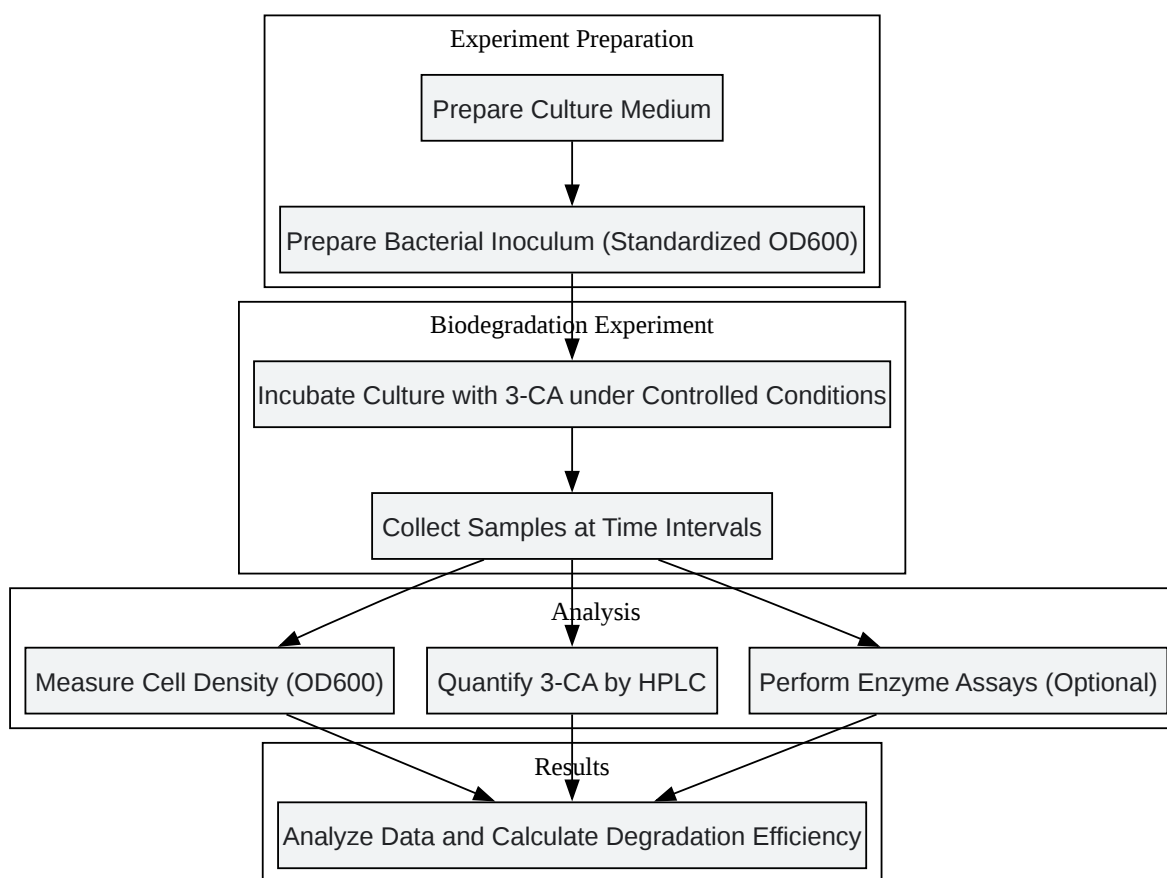 Experiment Preparation
Prepare Culture Medium
Prepare Bacterial Inoculum (Standardized OD600)
Biodegradation Experiment
Incubate Culture with 3-CA under Controlled Conditions
Collect Samples at Time Intervals
Analysis
Measure Cell Density (OD600)
Quantify 3-CA by HPLC
Perform Enzyme Assays (Optional)
Results
Analyze Data and Calculate Degradation Efficiency